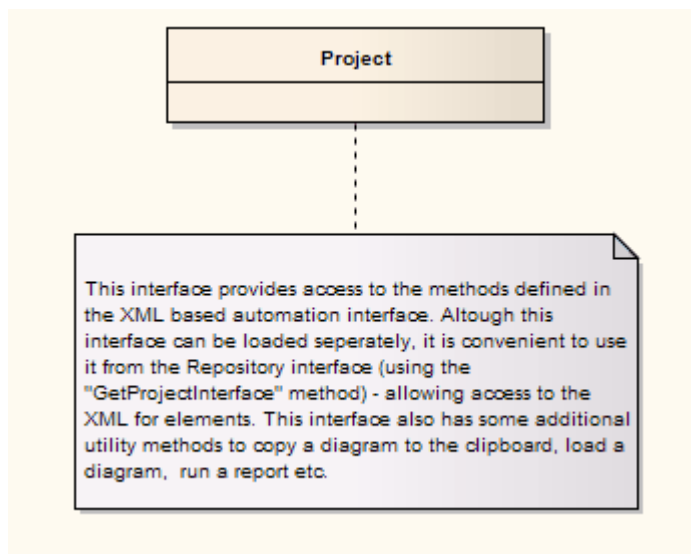 Project
This interface provides access to the methods defined in
the XML based automation interface. Altough this
interface can be loaded seperately, it is convenient to use
it from the Repository interface (using the
"GetProjectInterface" method) - allowing access to the
XML for elements. This interface also has some additional
utility methods to copy a diagram to the clipboard, load a
diagram,  run a report etc.